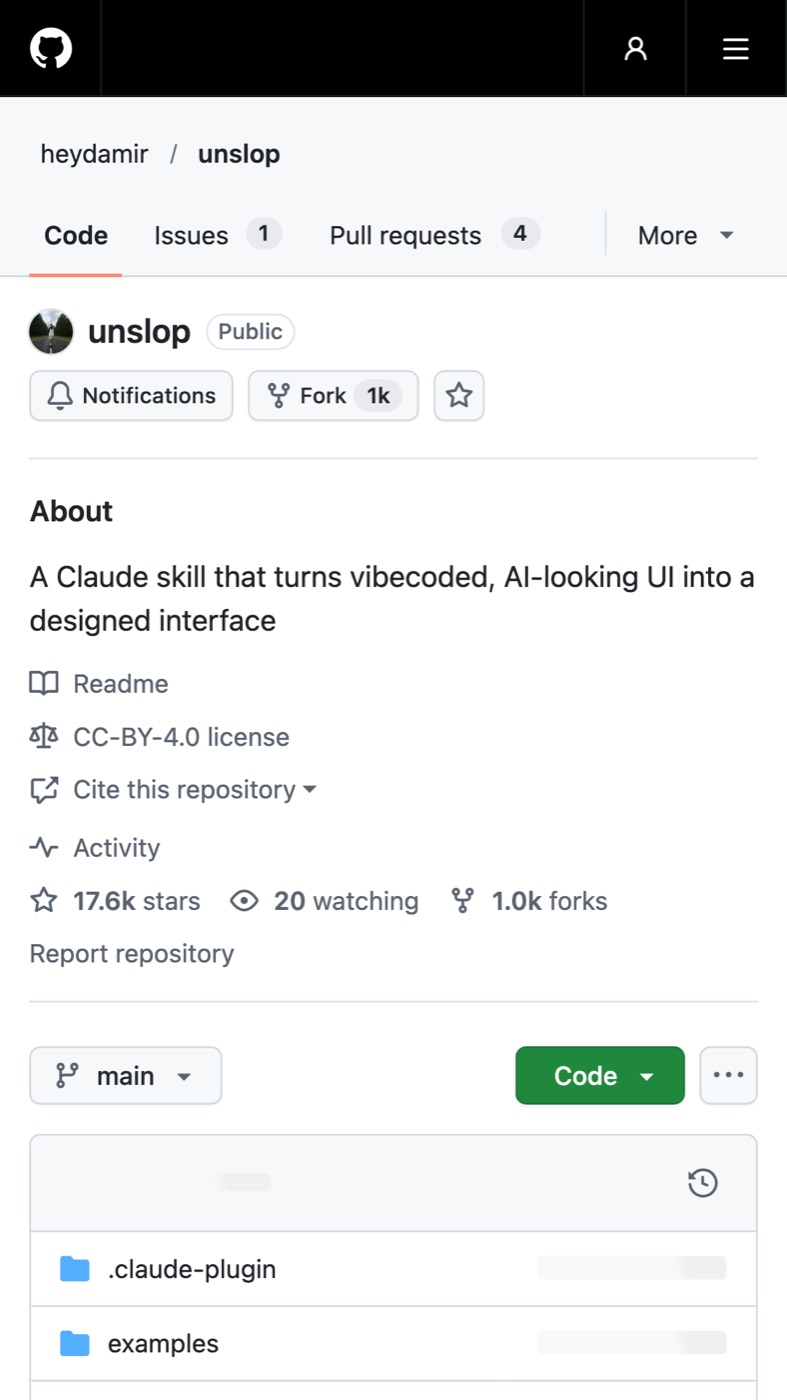 heydamir / unslop
Code Issues 1 Pull requests 4 More
unslop Public
Notifications Fork 1k
About
A Claude skill that turns vibecoded, AI-looking UI into a
designed interface
Readme
CC-BY-4.0 license
Cite this repository
Activity
17.6k stars 20 watching 1.0k forks
Report repository
main Code
.claude-plugin
examples